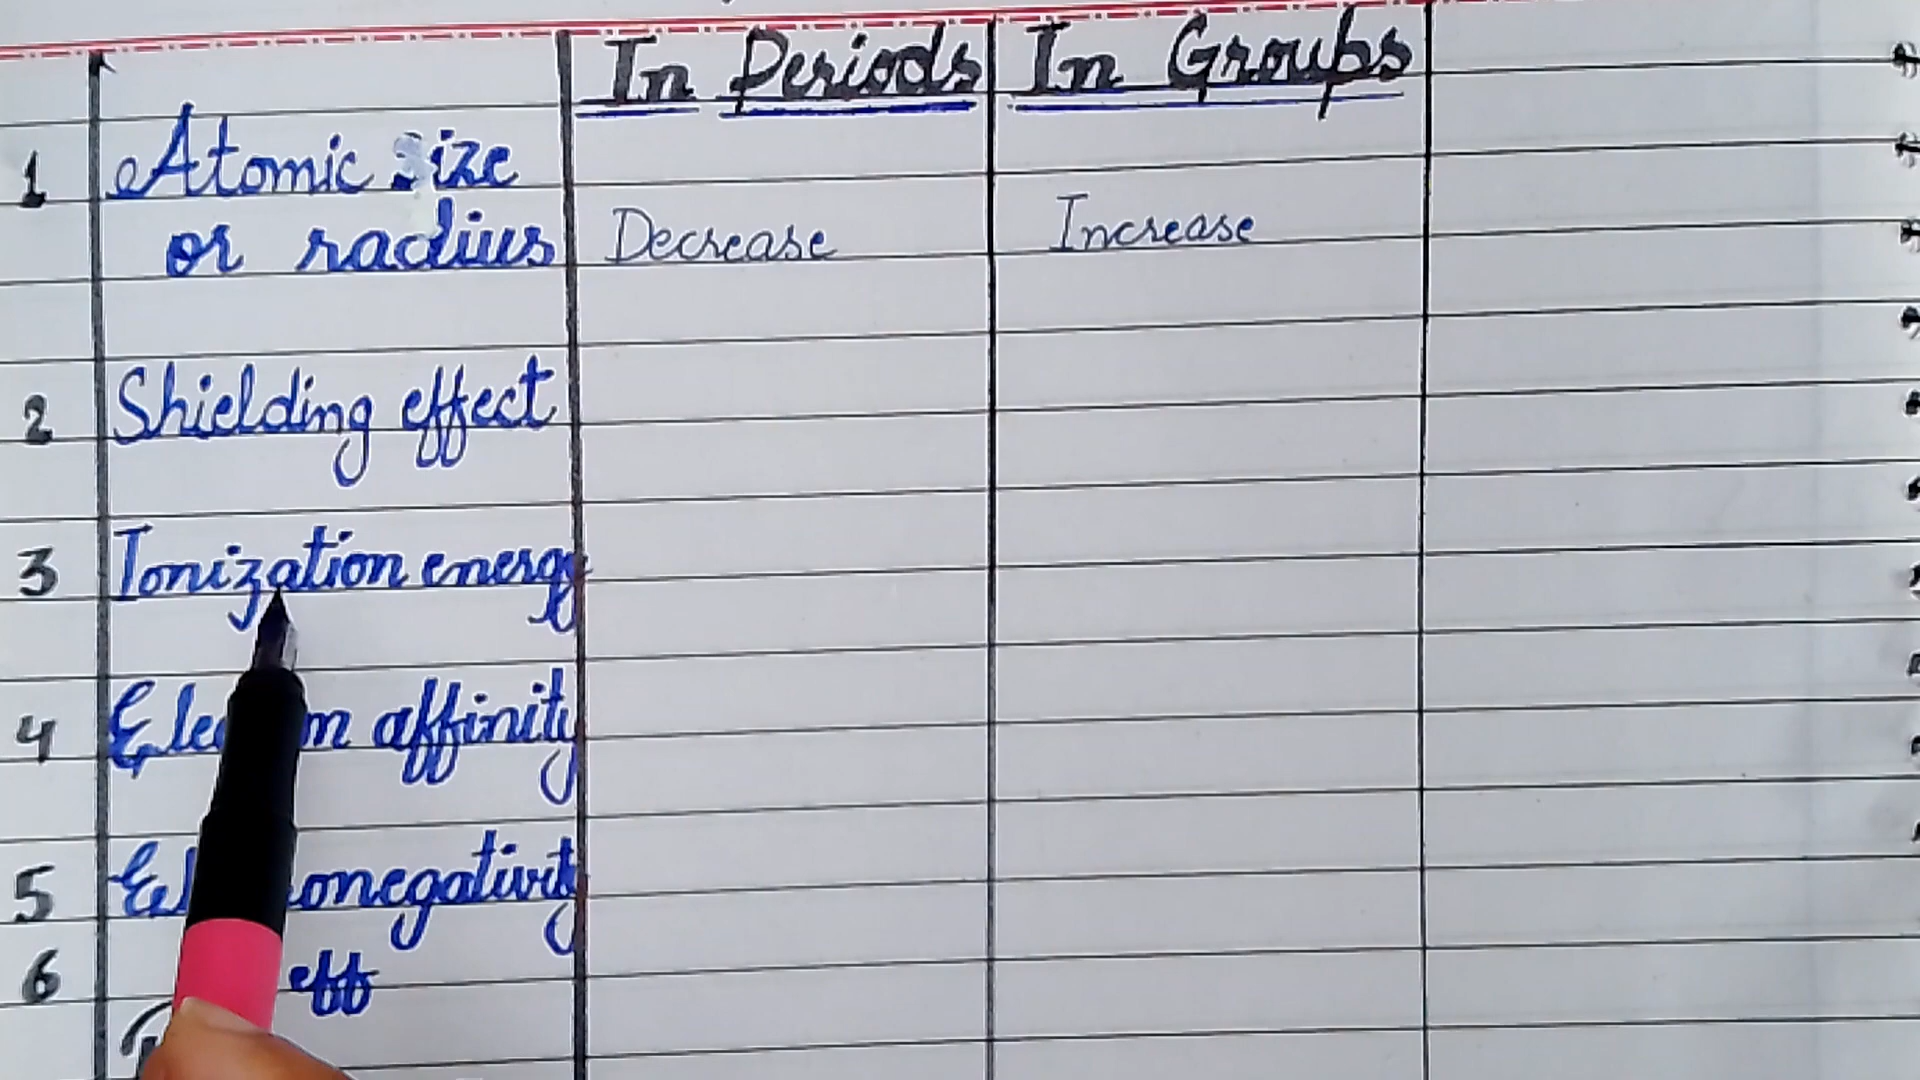 In Periods In Groups
1 Atomic size
or radius Decrease Increase
2 Shielding effect
3 Ionization energy
4 affinity
5
6 eff